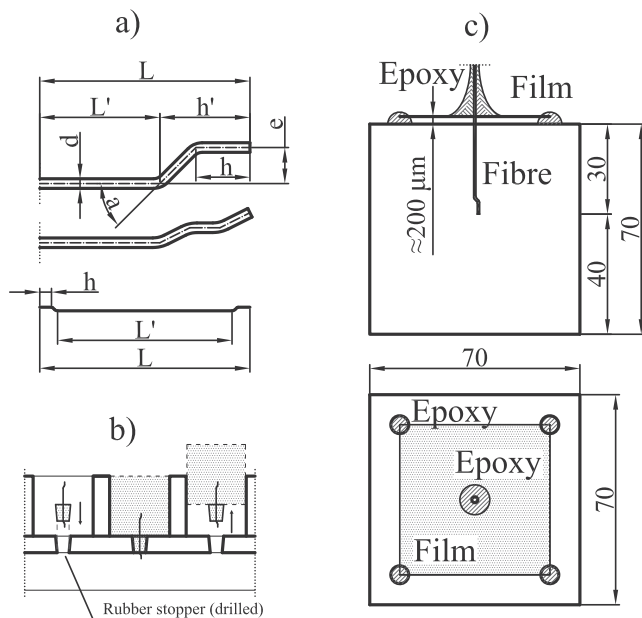 a)
L
L'
h'
d
e
h
a
h
L'
L
b)
Rubber stopper (drilled)
c)
Epoxy
Film
Fibre
≈200 µm
30
40
70
70
Epoxy
Epoxy
Film
70